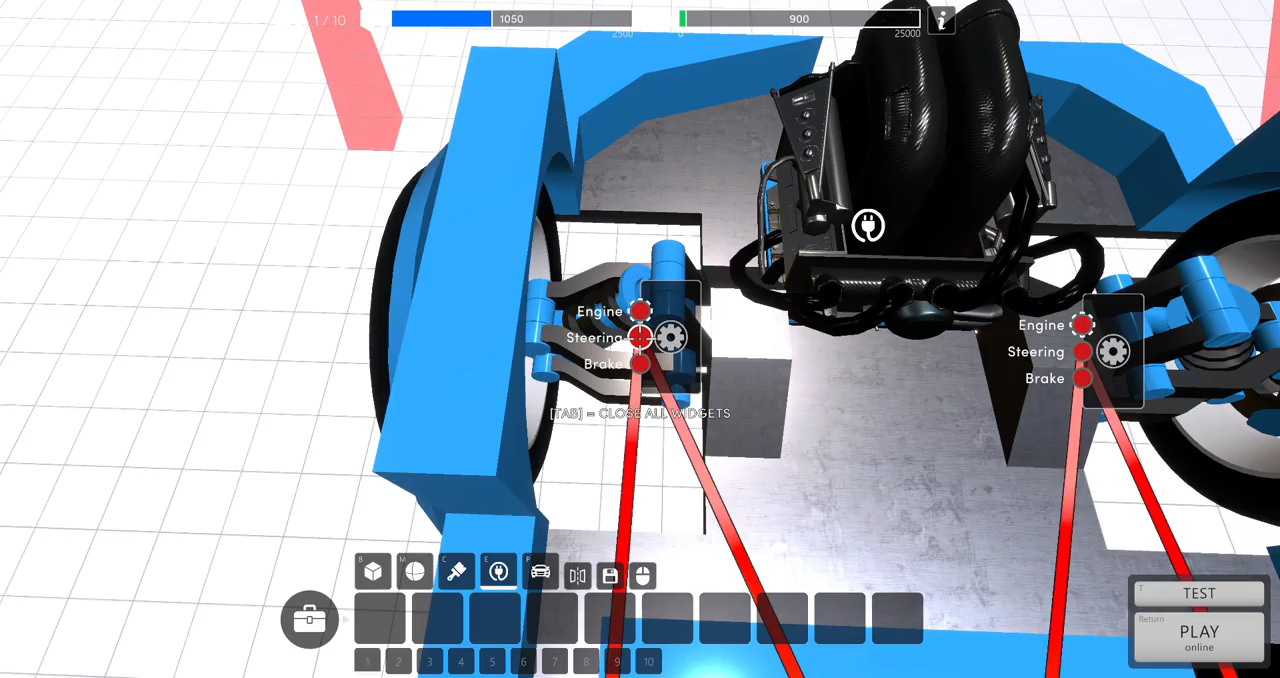 1 / 10
1050
2500
900
0
25000
i
Engine
Steering
Brake
[TAB] = CLOSE ALL WIDGETS
Engine
Steering
Brake
B
M
C
E
P
1
2
3
4
5
6
7
8
9
10
T
TEST
Return
PLAY
online